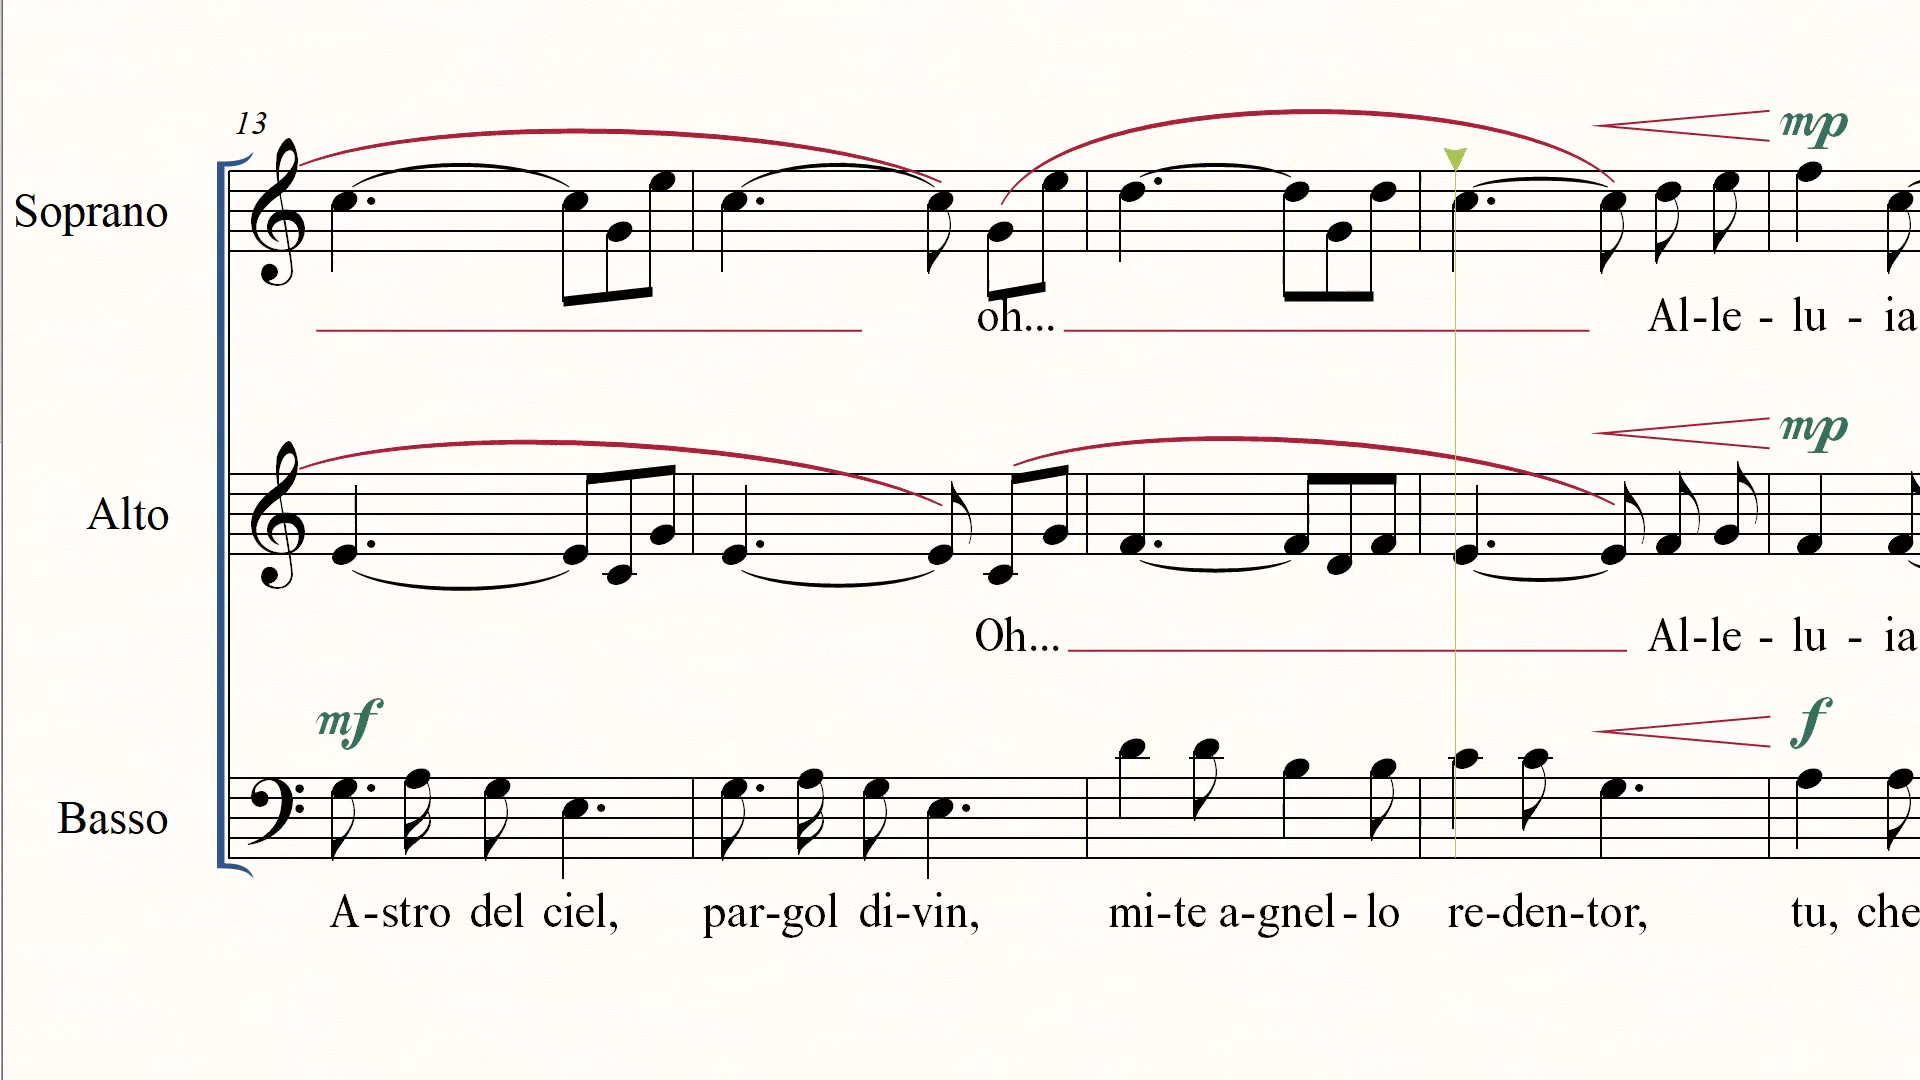 13
mp
Soprano
oh... Al-le - lu - ia
mp
Alto
Oh... Al-le - lu - ia
mf f
Basso
A-stro del ciel, par-gol di-vin, mi-te a-gnel - lo re-den-tor, tu, che